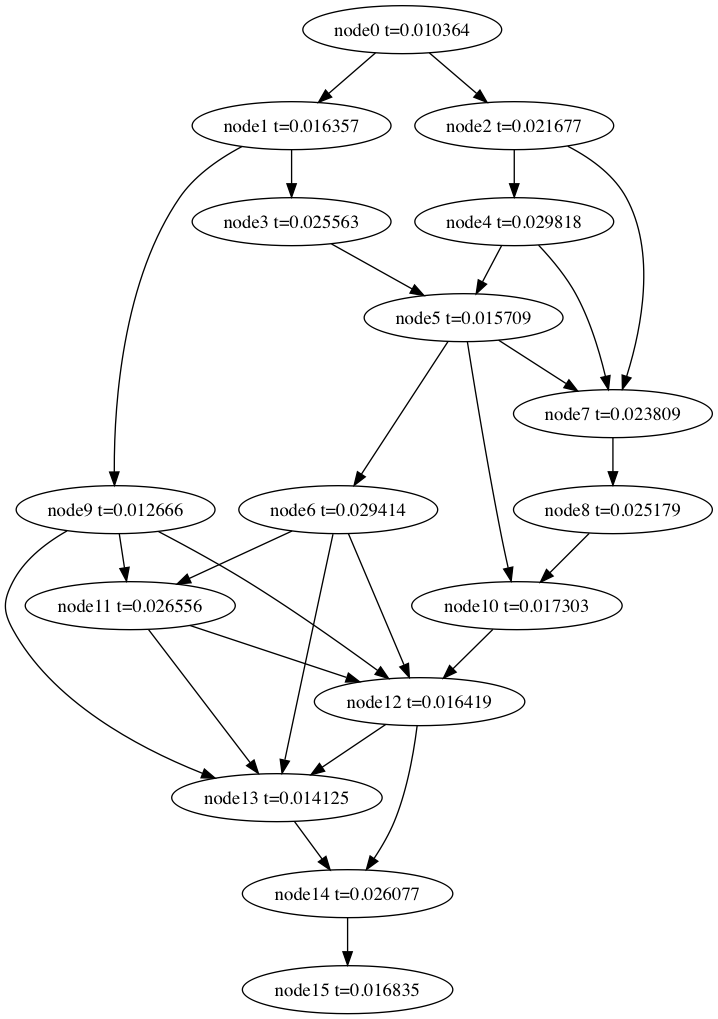 node0 t=0.010364
node1 t=0.016357
node2 t=0.021677
node3 t=0.025563
node4 t=0.029818
node5 t=0.015709
node7 t=0.023809
node9 t=0.012666
node6 t=0.029414
node8 t=0.025179
node11 t=0.026556
node10 t=0.017303
node12 t=0.016419
node13 t=0.014125
node14 t=0.026077
node15 t=0.016835